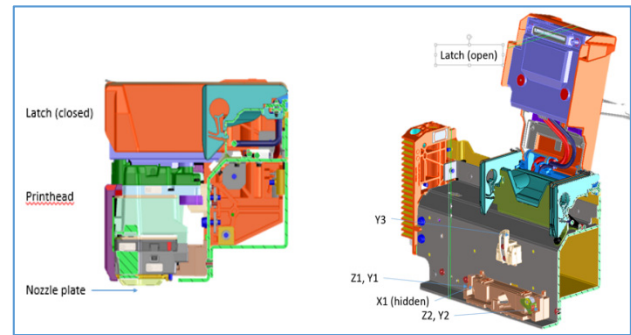 Latch (open)
Latch (closed)
Printhead
Y3
Z1, Y1
X1 (hidden)
Nozzle plate
Z2, Y2